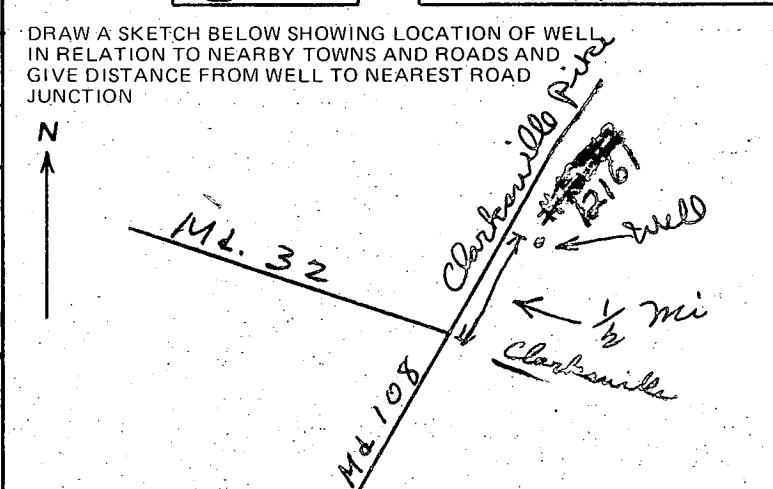 DRAW A SKETCH BELOW SHOWING LOCATION OF WELL
IN RELATION TO NEARBY TOWNS AND ROADS AND
GIVE DISTANCE FROM WELL TO NEAREST ROAD
JUNCTION
N
Clarksville Pike
12161
Well
Md. 32
1/2 mi
Clarksville
Md 108